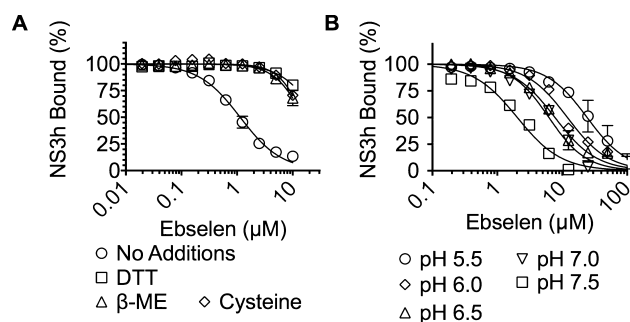 A
NS3h Bound (%)
100
75
50
25
0
0.01
0.1
1
10
Ebselen (µM)
No Additions
DTT
β-ME
Cysteine
B
NS3h Bound (%)
100
75
50
25
0
0.1
1
10
100
Ebselen (µM)
pH 5.5
pH 7.0
pH 6.0
pH 7.5
pH 6.5